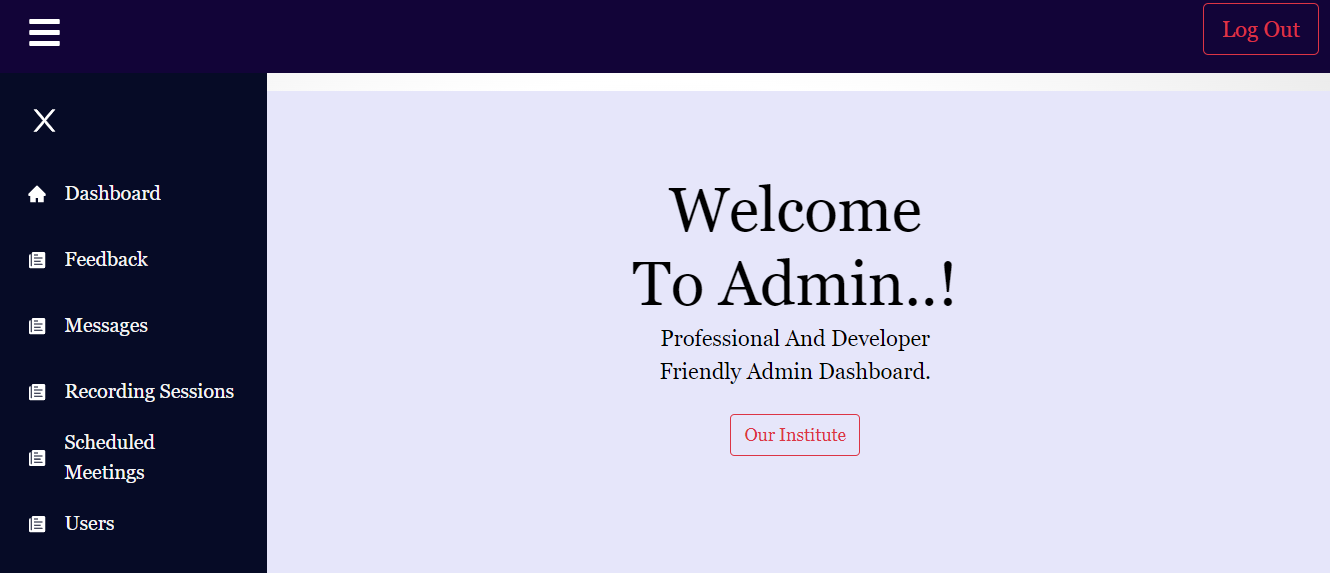 Log Out
X
Dashboard
Feedback
Messages
Recording Sessions
Scheduled
Meetings
Users
Welcome
To Admin..!
Professional And Developer
Friendly Admin Dashboard.
Our Institute